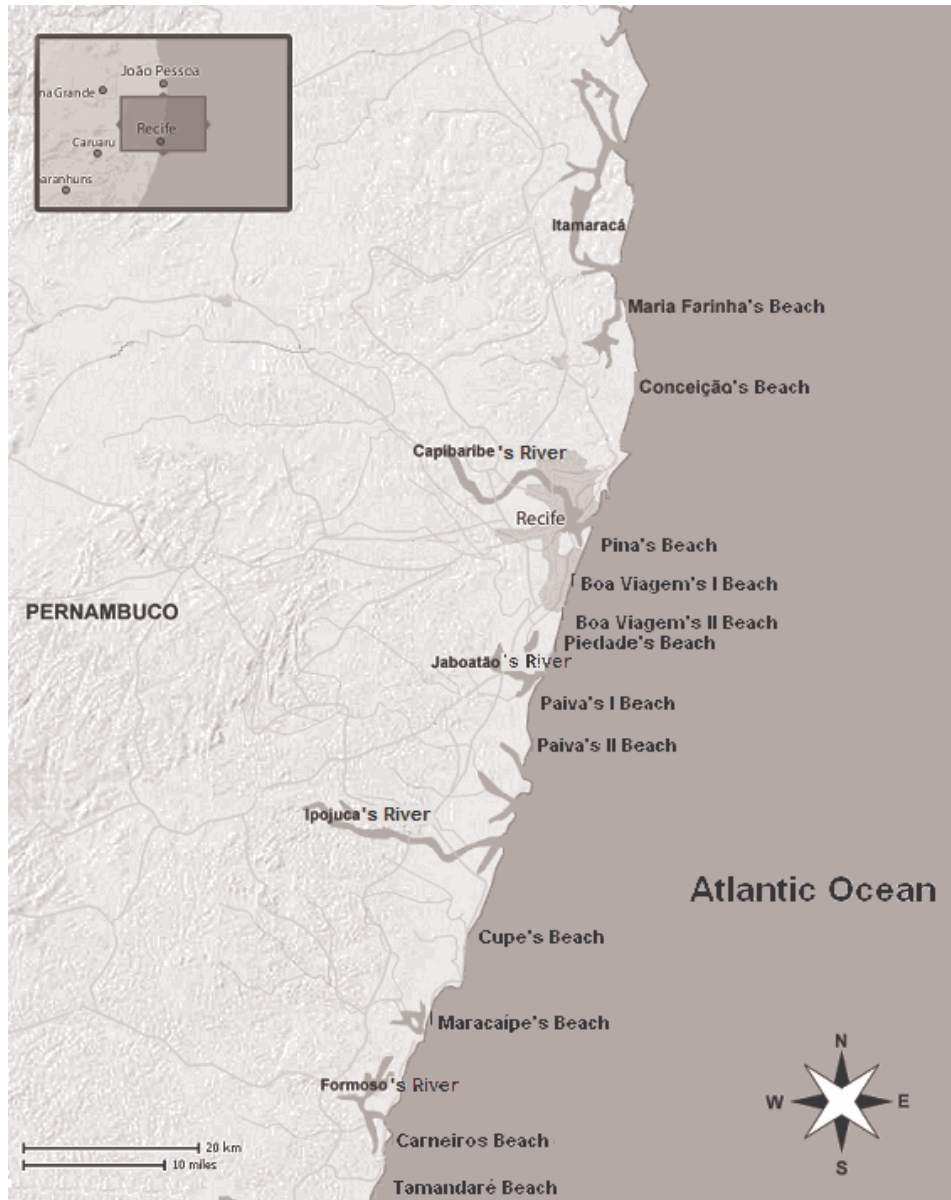 João Pessoa
na Grande
Recife
Caruaru
aranhuns
Itamaracá
Maria Farinha's Beach
Conceição's Beach
Capibaribe's River
Recife
Pina's Beach
Boa Viagem's I Beach
PERNAMBUCO
Boa Viagem's II Beach
Piedade's Beach
Jaboatão's River
Paiva's I Beach
Paiva's II Beach
Ipojuca's River
Atlantic Ocean
Cupe's Beach
Maracaípe's Beach
N
Formoso's River
W E
Carneiros Beach
20 km
10 miles
S
Tamandaré Beach